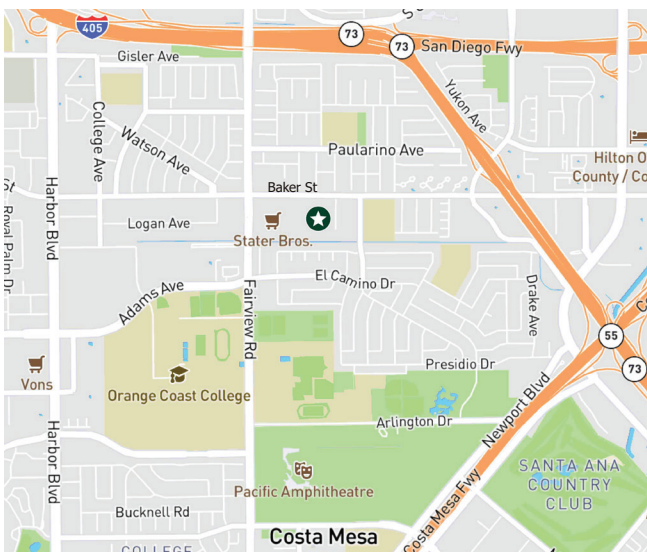 405
73
73
San Diego Fwy
Gisler Ave
Yukon Ave
College Ave
Watson Ave
Paularino Ave
Hilton O
County / Co
Baker St
St
Harbor Blvd
Royal Palm Dr
Logan Ave
Stater Bros.
El Camino Dr
Adams Ave
Fairview Rd
Drake Ave
55
73
Vons
Orange Coast College
Presidio Dr
Newport Blvd
Arlington Dr
Harbor Blvd
SANTA ANA
COUNTRY
CLUB
Pacific Amphitheatre
Bucknell Rd
Costa Mesa Fwy
Costa Mesa
COLLEGE